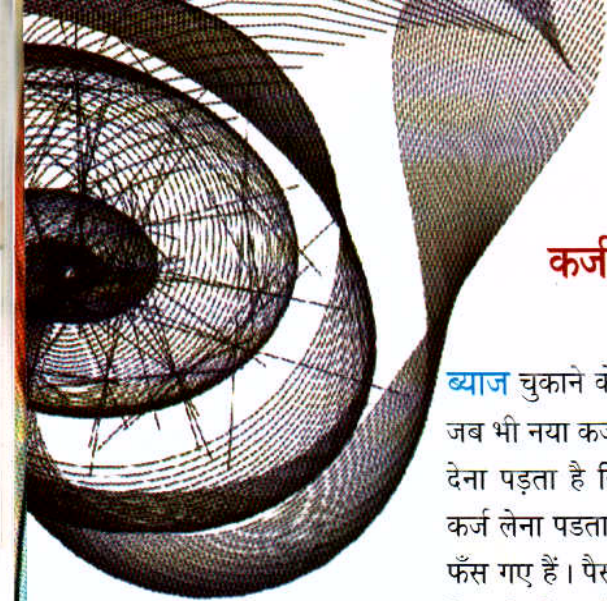 कर्ज
ब्याज चुकाने
जब भी नया
देना पड़ता है
कर्ज लेना पडता
फँस गए हैं।